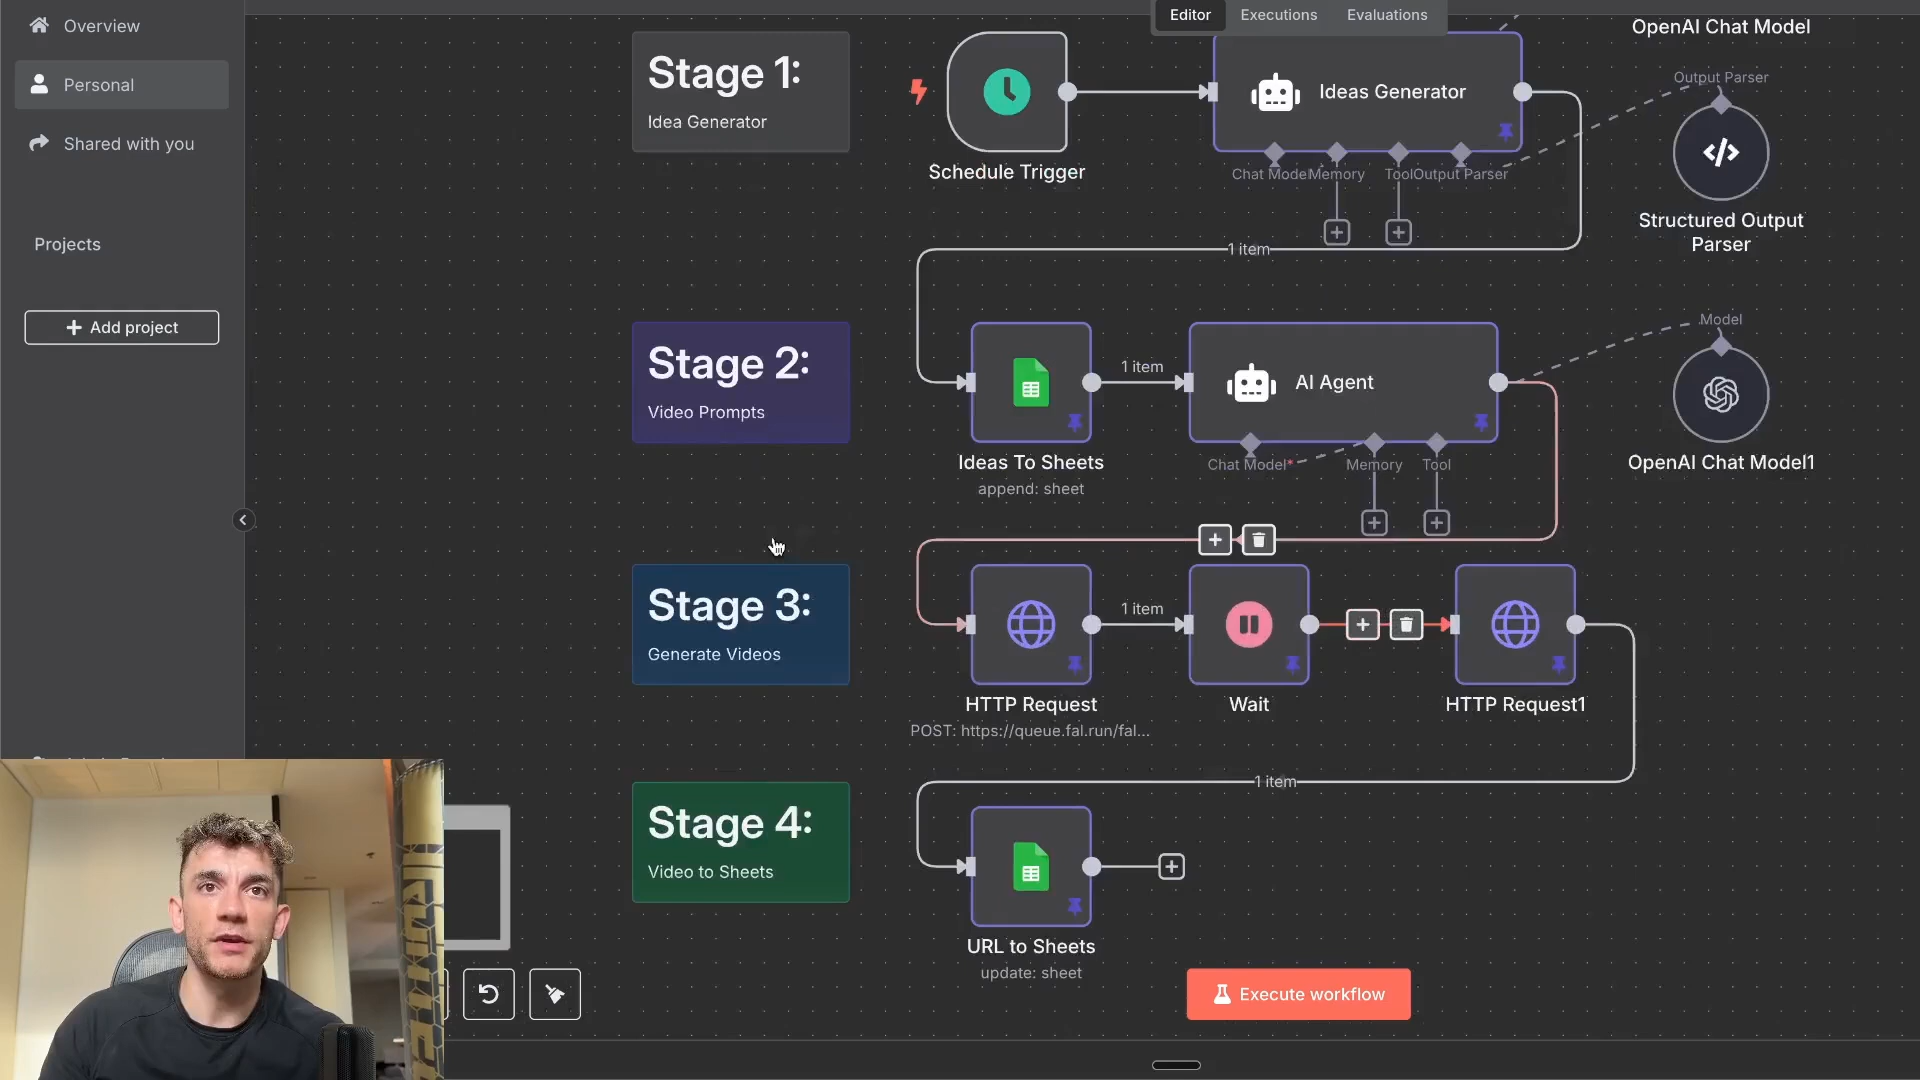 Overview
Personal
Shared with you
Projects
Add project
Editor
Executions
Evaluations
Stage 1:
Idea Generator
Schedule Trigger
Ideas Generator
Chat Model
Memory
Tool
Output Parser
OpenAI Chat Model
Output Parser
Structured Output
Parser
1 item
Stage 2:
Video Prompts
Ideas To Sheets
append: sheet
1 item
AI Agent
Chat Model*
Memory
Tool
Model
OpenAI Chat Model1
Stage 3:
Generate Videos
HTTP Request
POST: https://queue.fal.run/fal...
1 item
Wait
HTTP Request1
1 item
Stage 4:
Video to Sheets
URL to Sheets
update: sheet
Execute workflow